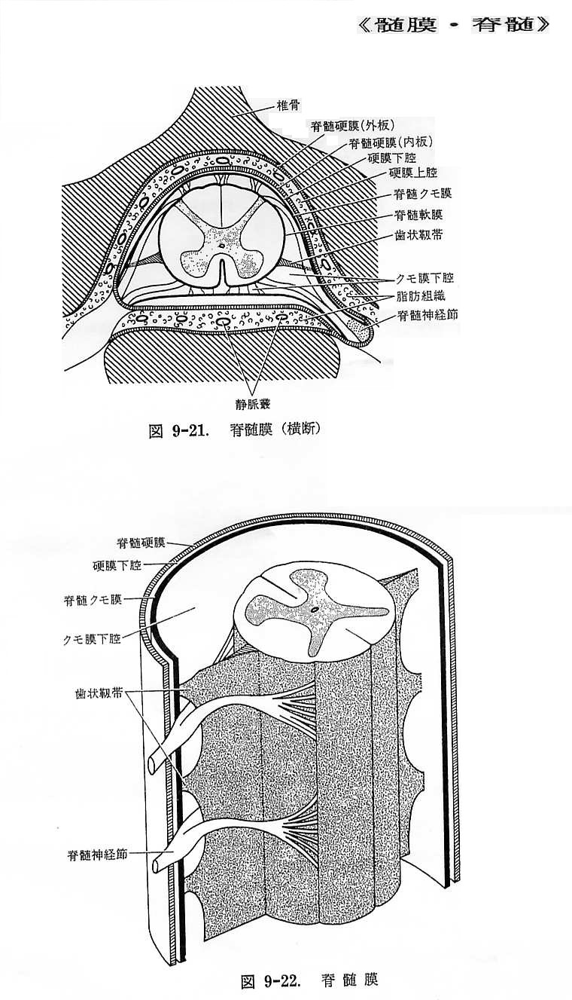 《髄膜・脊髄》
椎骨
脊髄硬膜(外板)
脊髄硬膜(内板)
硬膜下腔
硬膜上腔
脊髄クモ膜
脊髄軟膜
歯状靱帯
クモ膜下腔
脂肪組織
脊髄神経節
静脈叢
図 9-21. 脊髄膜 (横断)
脊髄硬膜
硬膜下腔
脊髄クモ膜
クモ膜下腔
歯状靱帯
脊髄神経節
図 9-22. 脊髄膜